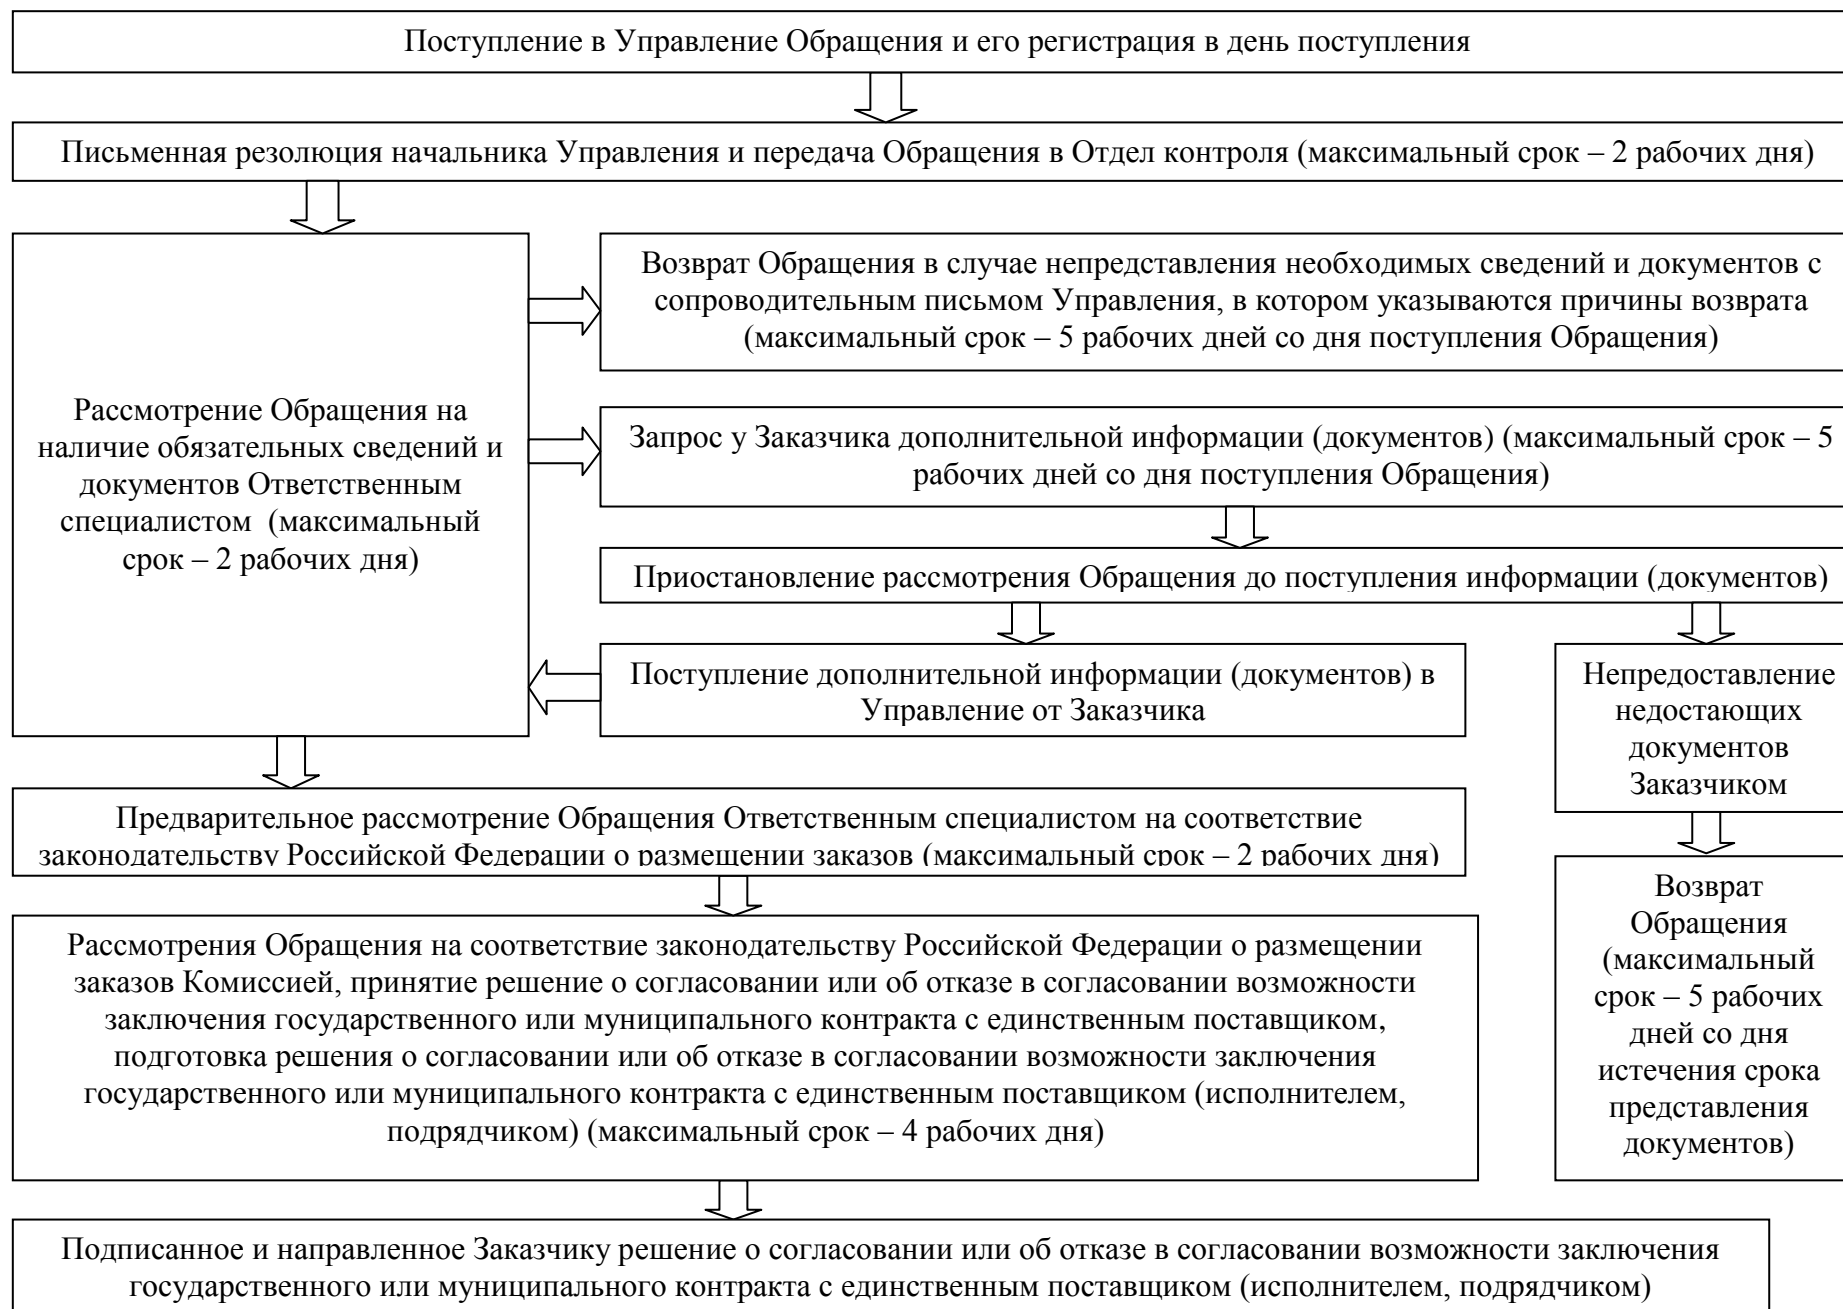 Поступление в Управление Обращения и его регистрация в день поступления
Письменная резолюция начальника Управления и передача Обращения в Отдел контроля (максимальный срок – 2 рабочих дня)
Рассмотрение Обращения на
наличие обязательных сведений и
документов Ответственным
специалистом  (максимальный
срок – 2 рабочих дня)
Возврат Обращения в случае непредставления необходимых сведений и документов с
сопроводительным письмом Управления, в котором указываются причины возврата
(максимальный срок – 5 рабочих дней со дня поступления Обращения)
Запрос у Заказчика дополнительной информации (документов) (максимальный срок – 5
рабочих дней со дня поступления Обращения)
Приостановление рассмотрения Обращения до поступления информации (документов)
Поступление дополнительной информации (документов) в
Управление от Заказчика
Непредоставление
недостающих
документов
Заказчиком
Возврат
Обращения
(максимальный
срок – 5 рабочих
дней со дня
истечения срока
представления
документов)
Предварительное рассмотрение Обращения Ответственным специалистом на соответствие
законодательству Российской Федерации о размещении заказов (максимальный срок – 2 рабочих дня)
Рассмотрения Обращения на соответствие законодательству Российской Федерации о размещении
заказов Комиссией, принятие решение о согласовании или об отказе в согласовании возможности
заключения государственного или муниципального контракта с единственным поставщиком,
подготовка решения о согласовании или об отказе в согласовании возможности заключения
государственного или муниципального контракта с единственным поставщиком (исполнителем,
подрядчиком) (максимальный срок – 4 рабочих дня)
Подписанное и направленное Заказчику решение о согласовании или об отказе в согласовании возможности заключения
государственного или муниципального контракта с единственным поставщиком (исполнителем, подрядчиком)